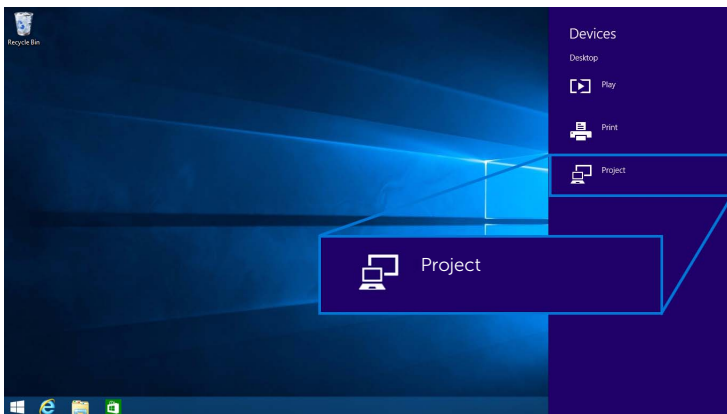 Recycle Bin
Devices
Desktop
Play
Print
Project
Project